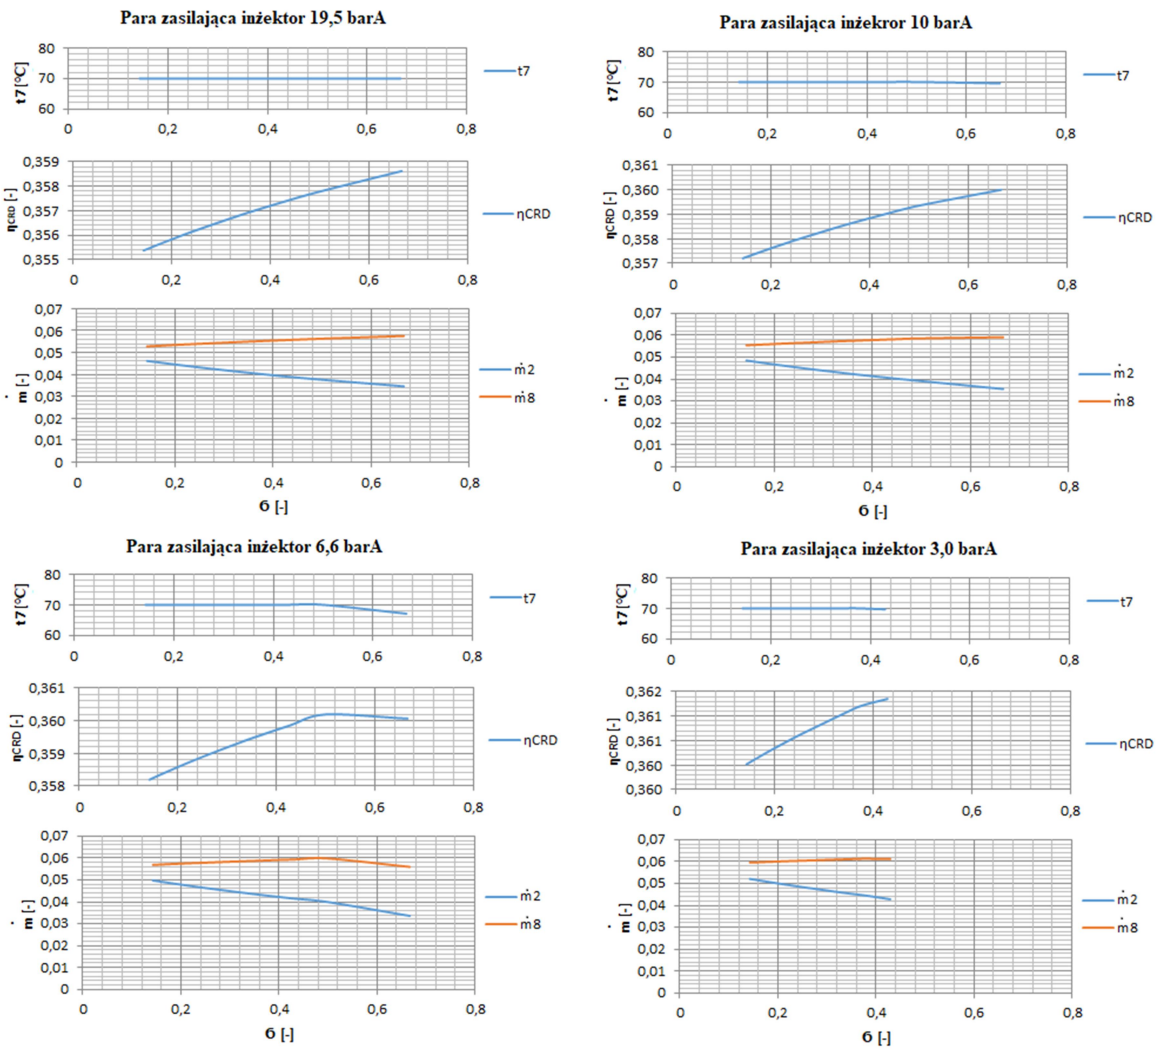 Para zasilająca inżektor 19,5 barA
80
70
60
t7 [°C]
0 0,2 0,4 0,6 0,8
t7
0,359
0,358
0,357
0,356
0,355
ηCRD [-]
0 0,2 0,4 0,6 0,8
ηCRD
0,07
0,06
0,05
0,04
0,03
0,02
0,01
0
ṁ [-]
0 0,2 0,4 0,6 0,8
ṁ2
ṁ8
б [-]
Para zasilająca inżekror 10 barA
80
70
60
t7 [°C]
0 0,2 0,4 0,6 0,8
t7
0,361
0,360
0,359
0,358
0,357
ηCRD [-]
0 0,2 0,4 0,6 0,8
ηCRD
0,07
0,06
0,05
0,04
0,03
0,02
0,01
0
ṁ [-]
0 0,2 0,4 0,6 0,8
ṁ2
ṁ8
б [-]
Para zasilająca inżektor 6,6 barA
80
70
60
t7 [°C]
0 0,2 0,4 0,6 0,8
t7
0,361
0,360
0,359
0,358
ηCRD [-]
0 0,2 0,4 0,6 0,8
ηCRD
0,07
0,06
0,05
0,04
0,03
0,02
0,01
0
ṁ [-]
0 0,2 0,4 0,6 0,8
ṁ2
ṁ8
б [-]
Para zasilająca inżektor 3,0 barA
80
70
60
t7 [°C]
0 0,2 0,4 0,6 0,8
t7
0,362
0,361
0,361
0,360
0,360
ηCRD [-]
0 0,2 0,4 0,6 0,8
ηCRD
0,07
0,06
0,05
0,04
0,03
0,02
0,01
0
ṁ [-]
0 0,2 0,4 0,6 0,8
ṁ2
ṁ8
б [-]